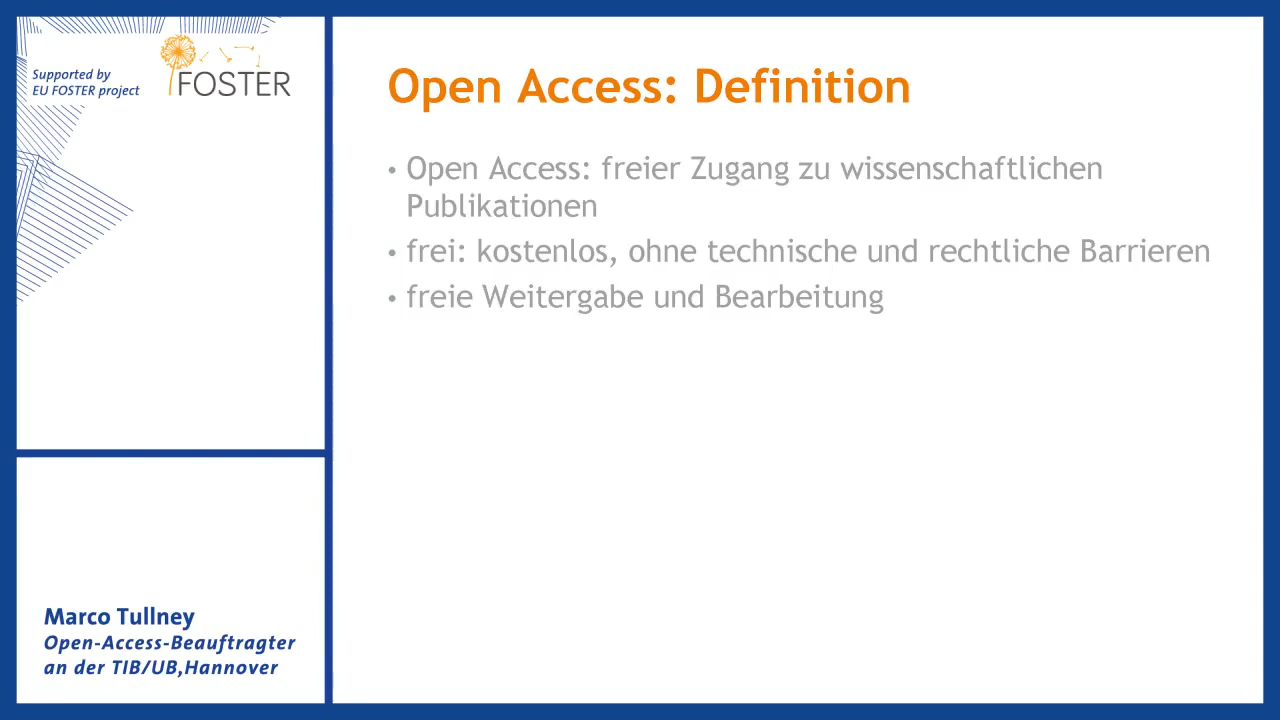 Supported by
EU FOSTER project
FOSTER
Open Access: Definition
• Open Access: freier Zugang zu wissenschaftlichen
Publikationen
• frei: kostenlos, ohne technische und rechtliche Barrieren
• freie Weitergabe und Bearbeitung
Marco Tullney
Open-Access-Beauftragter
an der TIB/UB,Hannover